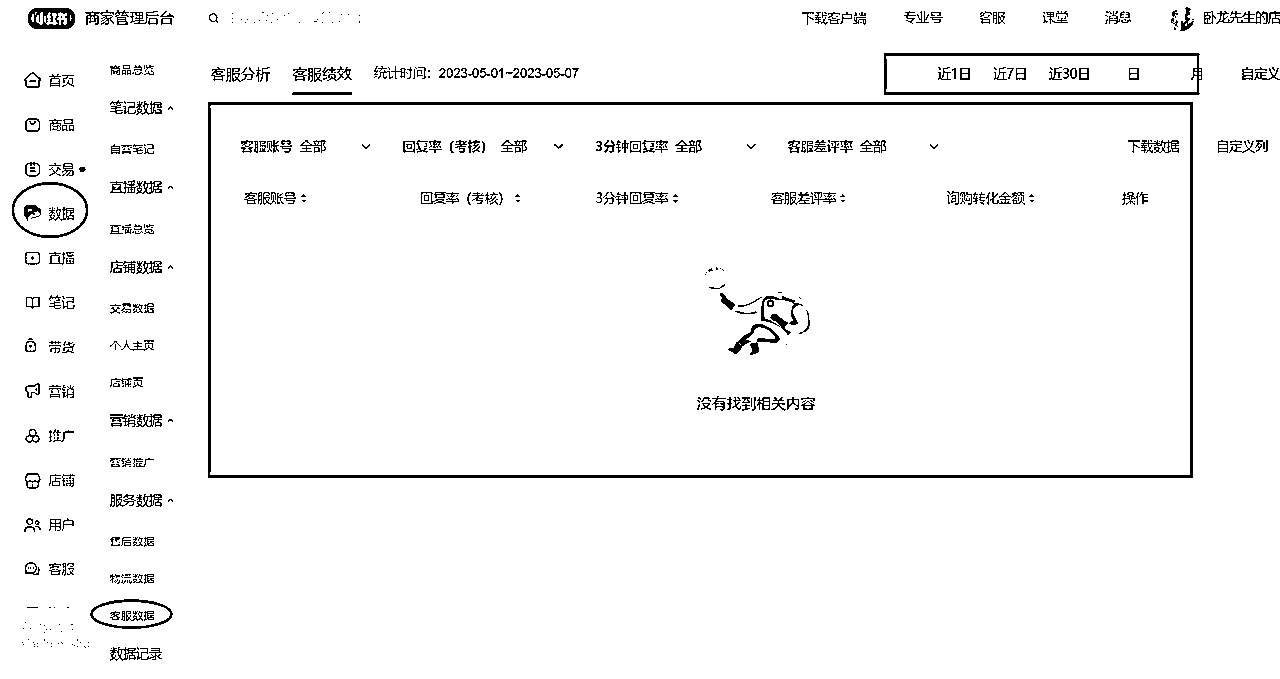 小红书 商家管理后台
下载客户端 专业号 客服 课堂 消息 卧龙先生的店
首页
商品
交易
数据
直播
笔记
带货
营销
推广
店铺
用户
客服
商品总览
笔记数据
自营笔记
直播数据
直播总览
店铺数据
交易数据
个人主页
店铺页
营销数据
营销推广
服务数据
售后数据
物流数据
客服数据
数据记录
客服分析 客服绩效 统计时间：2023-05-01~2023-05-07
近1日 近7日 近30日 日 月 自定义
客服账号 全部 回复率（考核） 全部 3分钟回复率 全部 客服差评率 全部 下载数据 自定义列
客服账号 回复率（考核） 3分钟回复率 客服差评率 询购转化金额 操作
没有找到相关内容